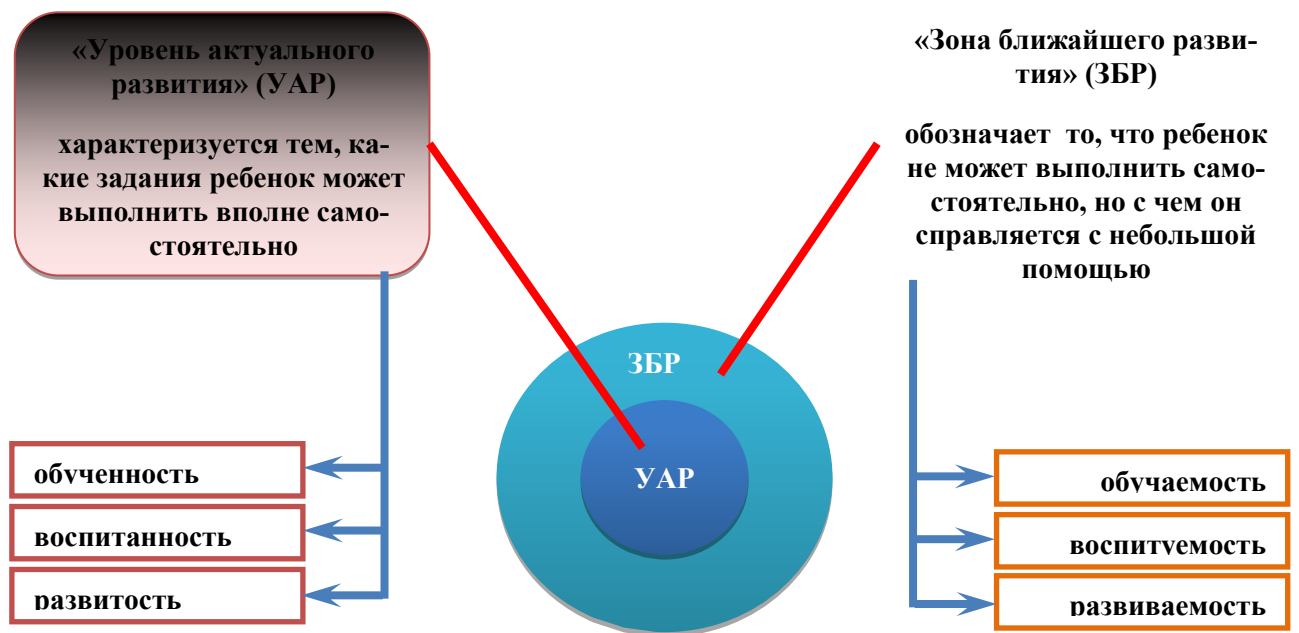 «Уровень актуального
развития» (УАР)
характеризуется тем, ка-
кие задания ребенок может
выполнить вполне само-
стоятельно
«Зона ближайшего разви-
тия» (ЗБР)
обозначает то, что ребенок
не может выполнить само-
стоятельно, но с чем он
справляется с небольшой
помощью
ЗБР
УАР
обученность
воспитанность
развитость
обучаемость
воспитуемость
развиваемость